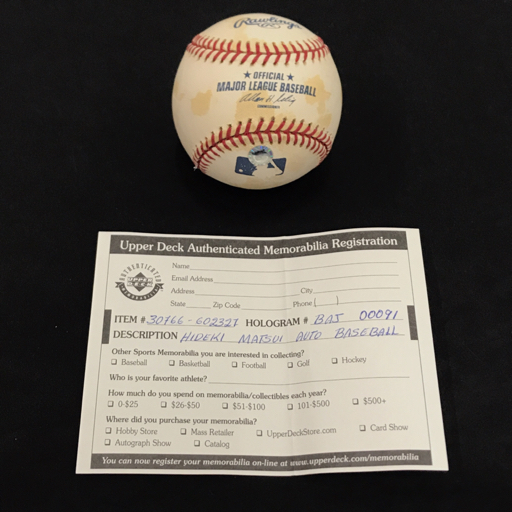 Rawlings
★ OFFICIAL ★
MAJOR LEAGUE BASEBALL
Upper Deck Authenticated Memorabilia Registration
AUTHENTICATED
UPPER DECK
MEMORABILIA
Name
Email Address
Address City
State Zip Code Phone ( )
ITEM # 30766-602327 HOLOGRAM # BAJ 00091
DESCRIPTION HIDEKI MATSUI AUTO BASEBALL
Other Sports Memorabilia you are interested in collecting?
❑ Baseball ❑ Basketball ❑ Football ❑ Golf ❑ Hockey
Who is your favorite athlete?
How much do you spend on memorabilia/collectibles each year?
❑ 0-$25 ❑ $26-$50 ❑ $51-$100 ❑ 101-$500 ❑ $500+
Where did you purchase your memorabilia?
❑ Hobby Store ❑ Mass Retailer ❑ UpperDeckStore.com ❑ Card Show
❑ Autograph Show ❑ Catalog
You can now register your memorabilia on-line at www.upperdeck.com/memorabilia